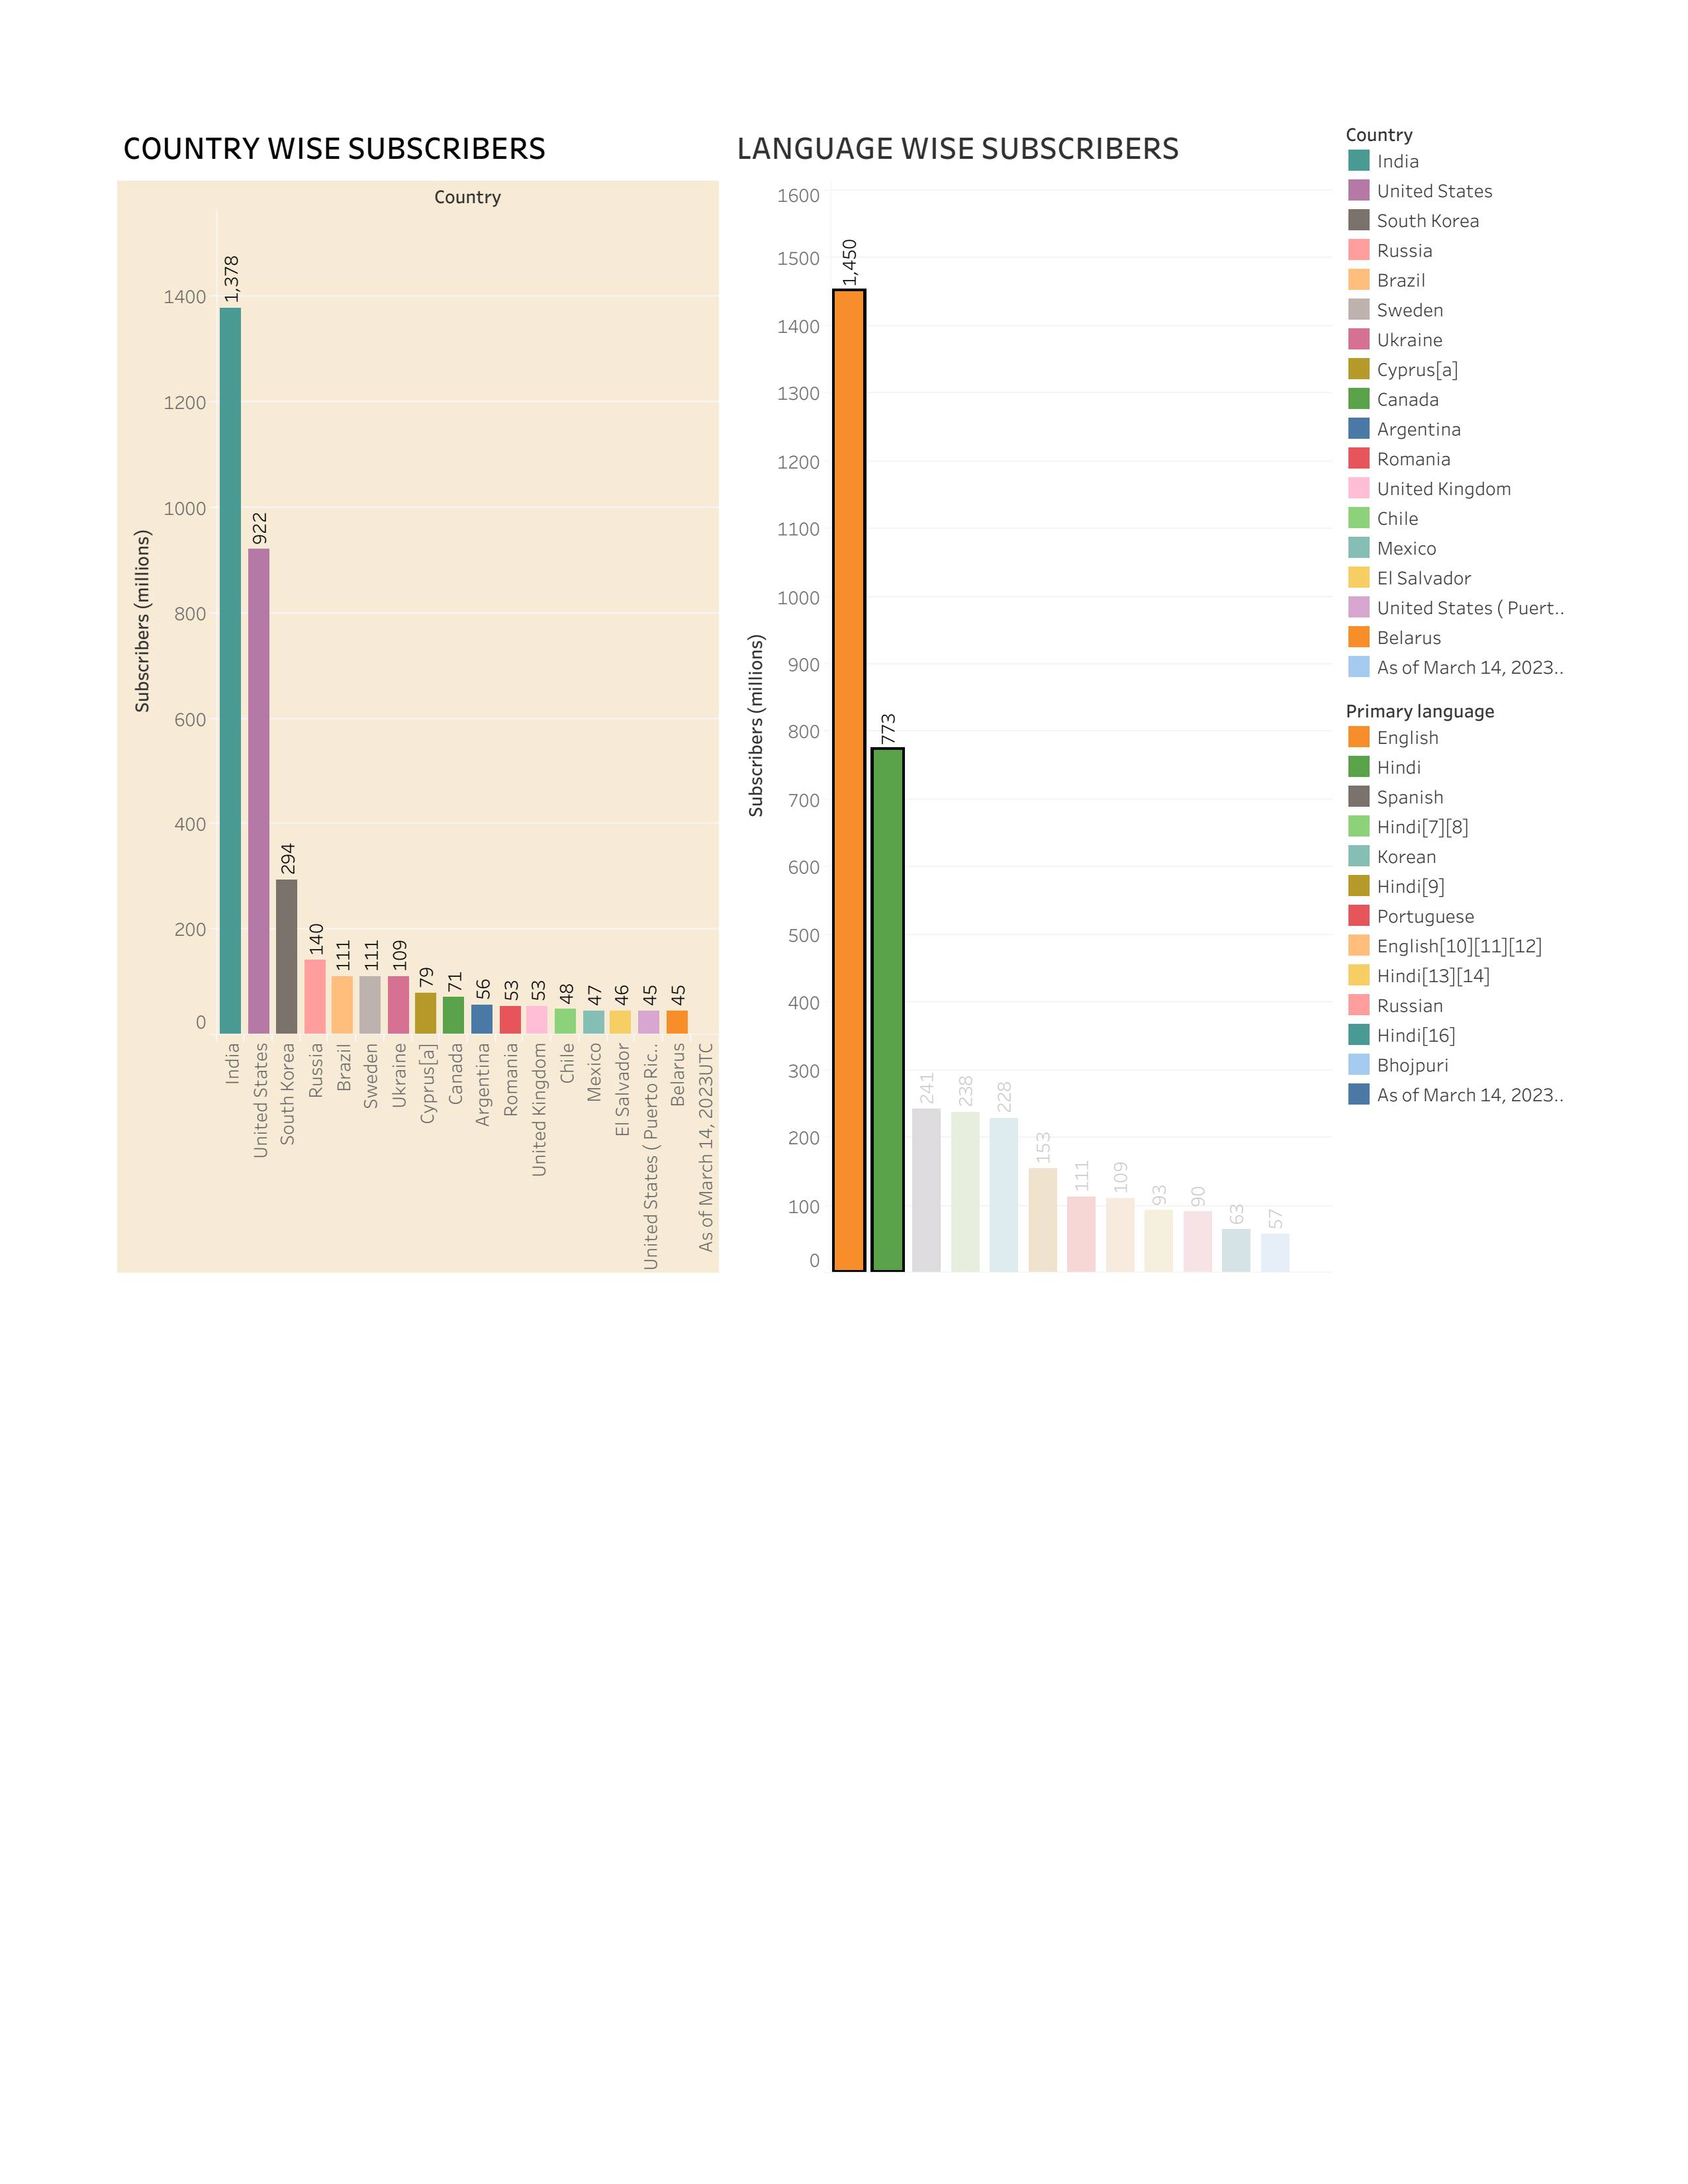 COUNTRY WISE SUBSCRIBERS
Country
Subscribers (millions)
1400
1200
1000
800
600
400
200
0
1,378
922
294
140
111
111
109
79
71
56
53
53
48
47
46
45
45
India
United States
South Korea
Russia
Brazil
Sweden
Ukraine
Cyprus[a]
Canada
Argentina
Romania
United Kingdom
Chile
Mexico
El Salvador
United States ( Puerto Ric..
Belarus
As of March 14, 2023UTC
LANGUAGE WISE SUBSCRIBERS
Subscribers (millions)
1600
1500
1400
1300
1200
1100
1000
900
800
700
600
500
400
300
200
100
0
1,450
773
241
238
228
153
111
109
93
90
63
57
Country
India
United States
South Korea
Russia
Brazil
Sweden
Ukraine
Cyprus[a]
Canada
Argentina
Romania
United Kingdom
Chile
Mexico
El Salvador
United States ( Puert..
Belarus
As of March 14, 2023..
Primary language
English
Hindi
Spanish
Hindi[7][8]
Korean
Hindi[9]
Portuguese
English[10][11][12]
Hindi[13][14]
Russian
Hindi[16]
Bhojpuri
As of March 14, 2023..